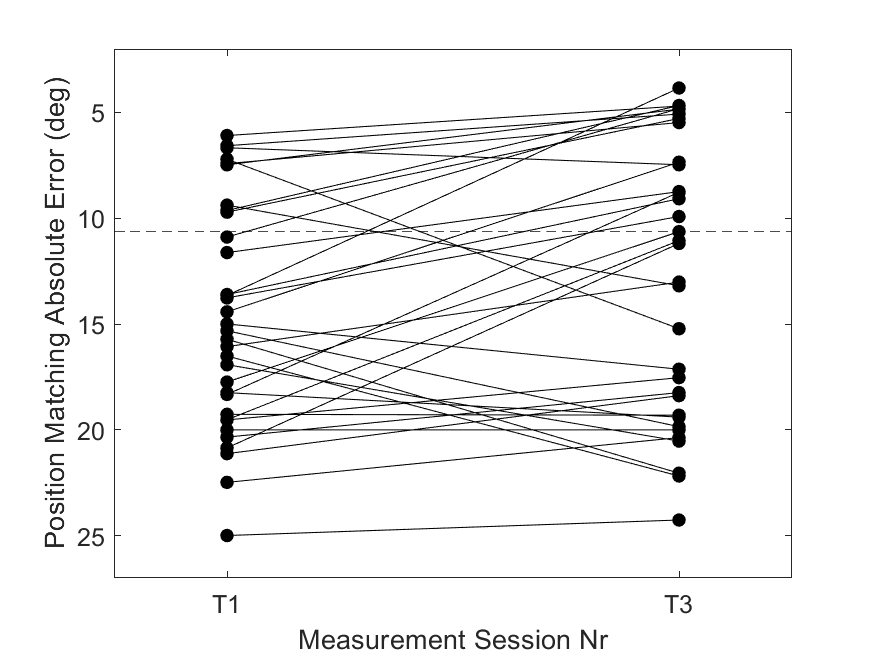 Position Matching Absolute Error (deg)
5
10
15
20
25
T1
T3
Measurement Session Nr